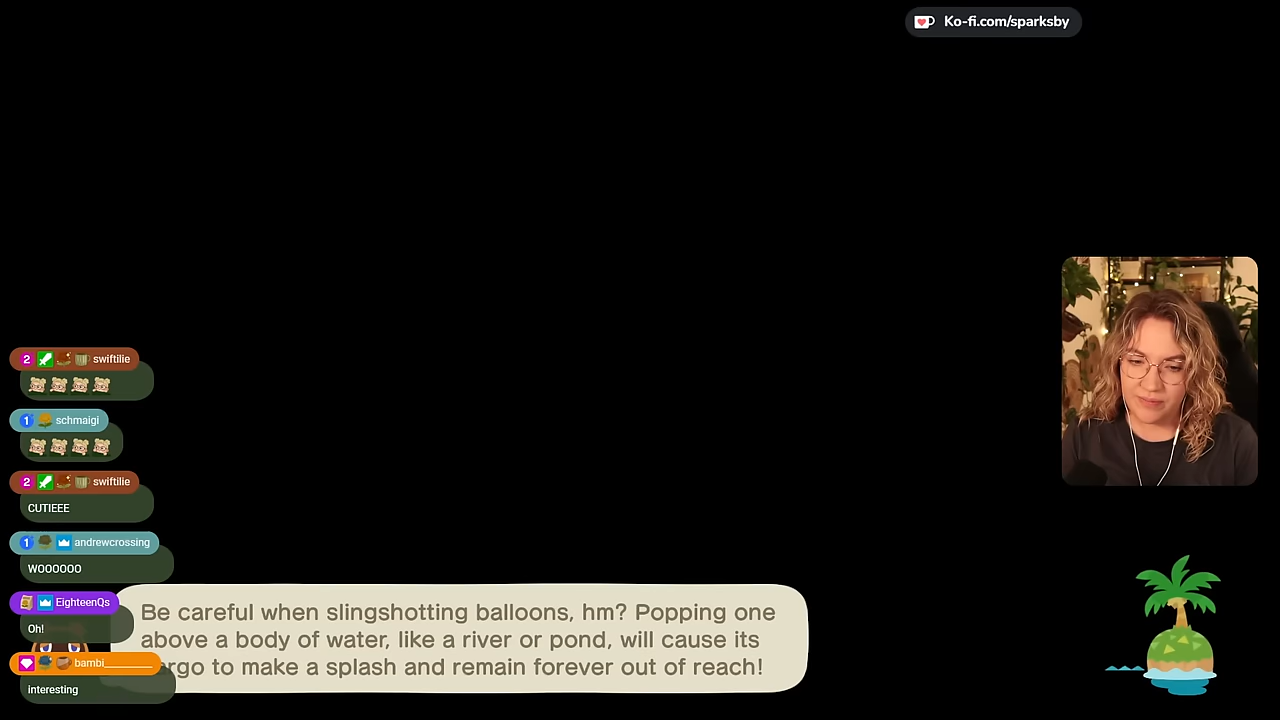 Ko-fi.com/sparksby
2 swiftilie
1 schmaigi
2 swiftilie
CUTIEEE
1 andrewcrossing
WOOOOOO
EighteenQs
Oh!
bambi_________
interesting
Be careful when slingshotting balloons, hm? Popping one
above a body of water, like a river or pond, will cause its
to make a splash and remain forever out of reach!